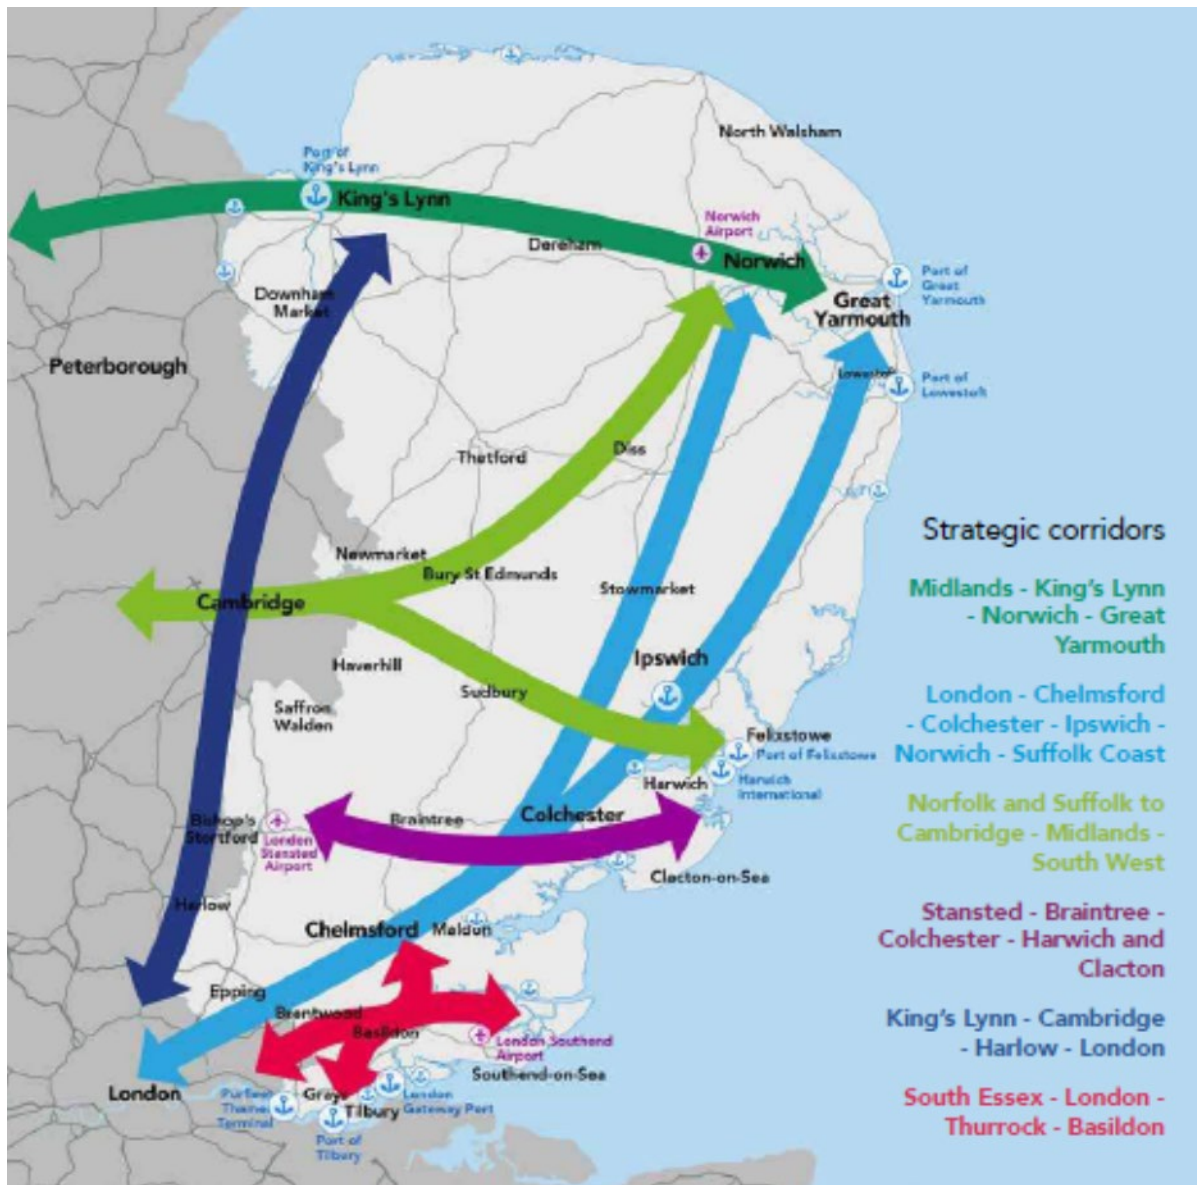 North Walsham
Port of
King's Lynn
King's Lynn
Norwich
Airport
Dereham
Norwich
Port of
Great
Yarmouth
Downham
Market
Great
Yarmouth
Peterborough
Lowestoft
Port of
Lowestoft
Diss
Thetford
Strategic corridors
Newmarket
Bury St Edmunds
Stowmarket
Cambridge
Midlands - King's Lynn
- Norwich - Great
Yarmouth
Ipswich
Haverhill
Sudbury
London - Chelmsford
- Colchester - Ipswich -
Norwich - Suffolk Coast
Saffron
Walden
Felixstowe
Port of Felixstowe
Harwich
Harwich
International
Norfolk and Suffolk to
Cambridge - Midlands -
South West
Bishop's
Stortford
London
Stansted
Airport
Braintree
Colchester
Clacton-on-Sea
Stansted - Braintree -
Colchester - Harwich and
Clacton
Harlow
Chelmsford
Maldon
Epping
Brentwood
Basildon
King's Lynn - Cambridge
- Harlow - London
London Southend
Airport
Southend-on-Sea
London
Purfleet
Thames
Terminal
Grays
Tilbury
London
Gateway Port
Port of
Tilbury
South Essex - London -
Thurrock - Basildon